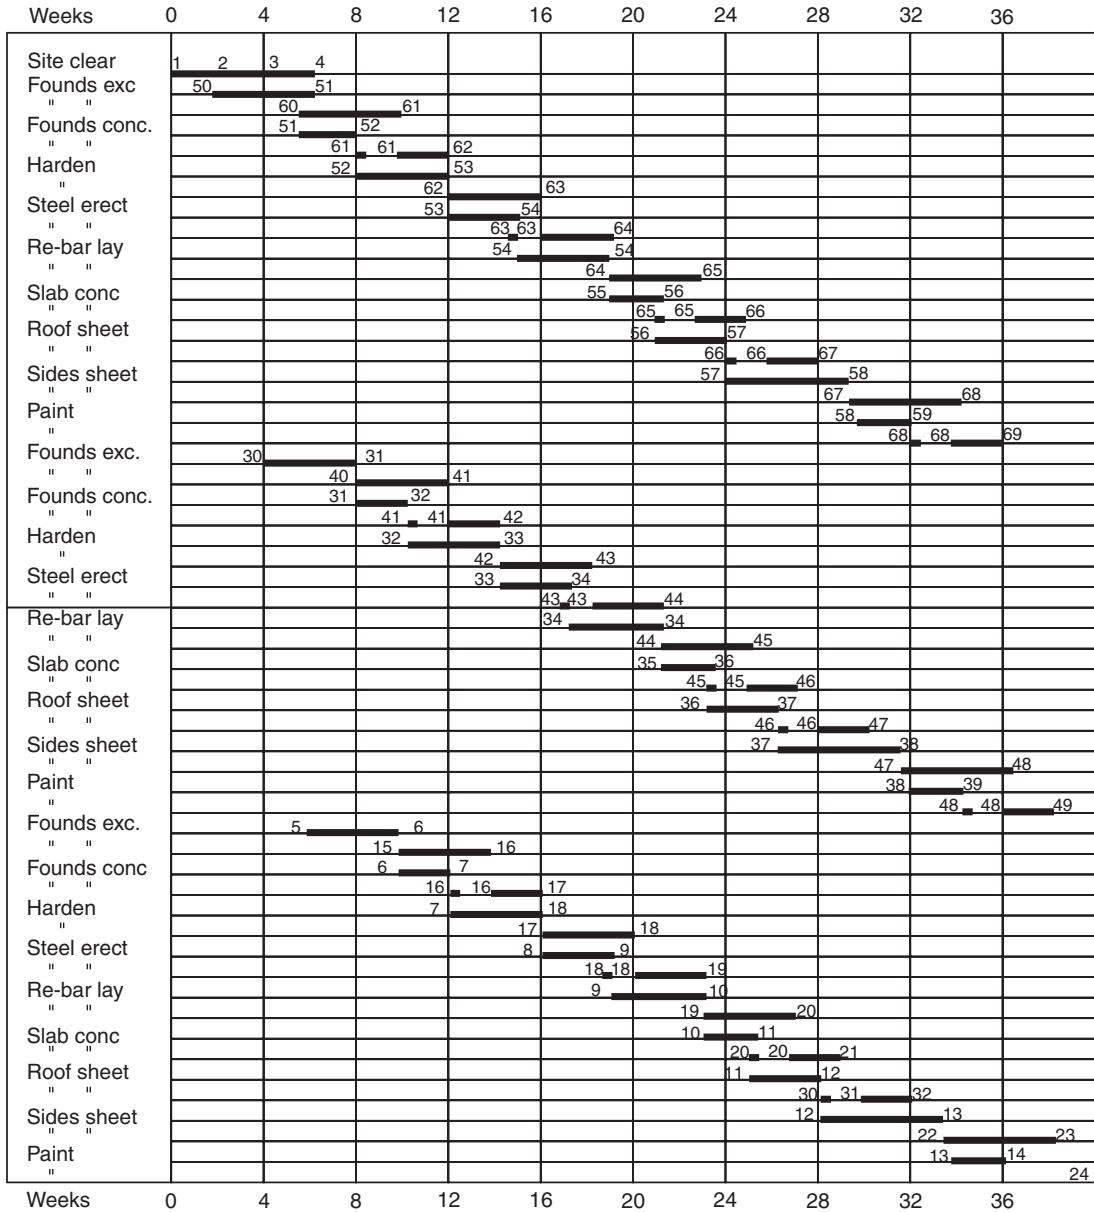 Weeks 0 4 8 12 16 20 24 28 32 36
Site clear 1 2 3 4
Founds exc 50 51
" " 60 61
Founds conc. 51 52
" " 61 61 62
Harden 52 53
" 62 63
Steel erect 53 54
" " 63 63 64
Re-bar lay 54 54
" " 64 65
Slab conc 55 56
" " 65 65 66
Roof sheet 56 57
" " 66 66 67
Sides sheet 57 58
" " 67 68
Paint 58 59
" 68 68 69
Founds exc. 30 31
" " 40 41
Founds conc. 31 32
" " 41 41 42
Harden 32 33
" 42 43
Steel erect 33 34
" " 43 43 44
Re-bar lay 34 34
" " 44 45
Slab conc 35 36
" " 45 45 46
Roof sheet 36 37
" " 46 46 47
Sides sheet 37 38
" " 47 48
Paint 38 39
" 48 48 49
Founds exc. 5 6
" " 15 16
Founds conc 6 7
" " 16 16 17
Harden 7 18
" 17 18
Steel erect 8 9
" " 18 18 19
Re-bar lay 9 10
" " 19 20
Slab conc 10 11
" " 20 20 21
Roof sheet 11 12
" " 30 31 32
Sides sheet 12 13
" " 22 23
Paint 13 14
" 24
Weeks 0 4 8 12 16 20 24 28 32 36